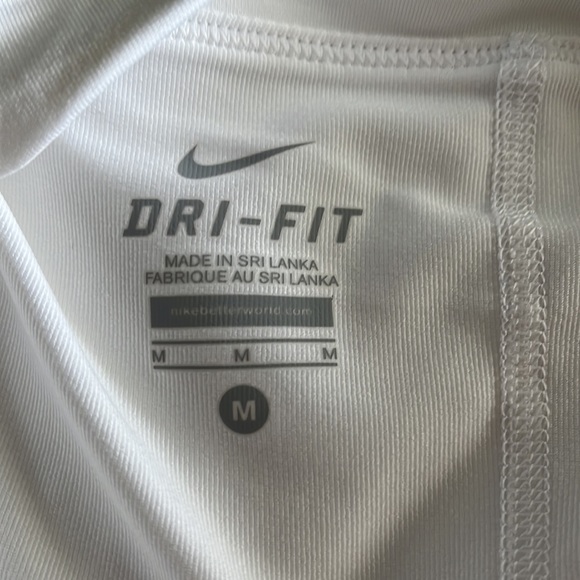 DRI-FIT
MADE IN SRI LANKA
FABRIQUE AU SRI LANKA
nikebetterworld.com
M M M
M